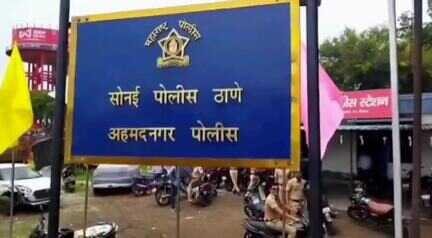 महाराष्ट्र पोलीस
सोनई पोलीस ठाणे
अहमदनगर पोलीस
पोलीस स्टेशन